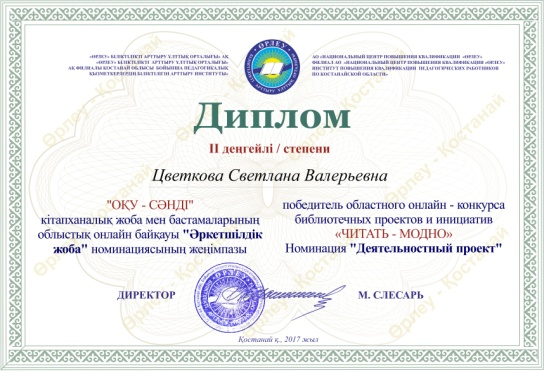 «ӨРЛЕУ» БІЛІКТІЛІКТІ АРТТЫРУ ҰЛТТЫҚ ОРТАЛЫҒЫ» АҚ
«ӨРЛЕУ» БІЛІКТІЛІКТІ АРТТЫРУ ҰЛТТЫҚ ОРТАЛЫҒЫ»
АҚ ФИЛИАЛЫ ҚОСТАНАЙ ОБЛЫСЫ БОЙЫНША ПЕДАГОГИКАЛЫҚ
ҚЫЗМЕТКЕРЛЕРДІҢ БІЛІКТІЛІГІН АРТТЫРУ ИНСТИТУТЫ»
ӨРЛЕУ
АО «НАЦИОНАЛЬНЫЙ ЦЕНТР ПОВЫШЕНИЯ КВАЛИФИКАЦИИ «ӨРЛЕУ»
ФИЛИАЛ АО «НАЦИОНАЛЬНЫЙ ЦЕНТР ПОВЫШЕНИЯ КВАЛИФИКАЦИИ «ӨРЛЕУ»
ИНСТИТУТ ПОВЫШЕНИЯ КВАЛИФИКАЦИИ ПЕДАГОГИЧЕСКИХ РАБОТНИКОВ
ПО КОСТАНАЙСКОЙ ОБЛАСТИ»
Диплом
II деңгейлі / степени
Цветкова Светлана Валерьевна
"ОҚУ - СӘНДІ"
кітапханалық жоба мен бастамаларының
облыстық онлайн байқауы "Әркетшілдік
жоба" номинациясының жеңімпазы
победитель областного онлайн - конкурса
библиотечных проектов и инициатив
«ЧИТАТЬ - МОДНО»
Номинация "Деятельностный проект"
ДИРЕКТОР
М. СЛЕСАРЬ
Қостанай қ., 2017 жыл
Өрлеу - Қостанай